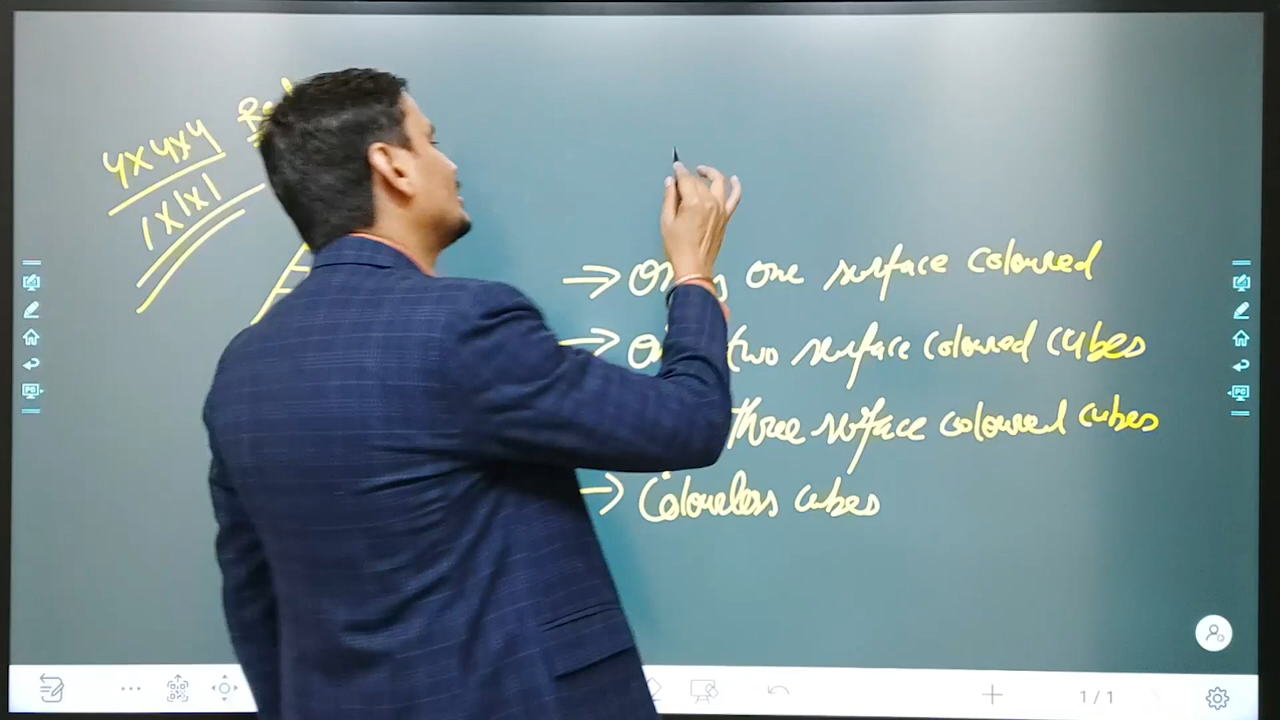 4x4x4
1x1x1
→ one surface coloured
→ two surface coloured cubes
three surface coloured cubes
→ Colourless cubes
1/1